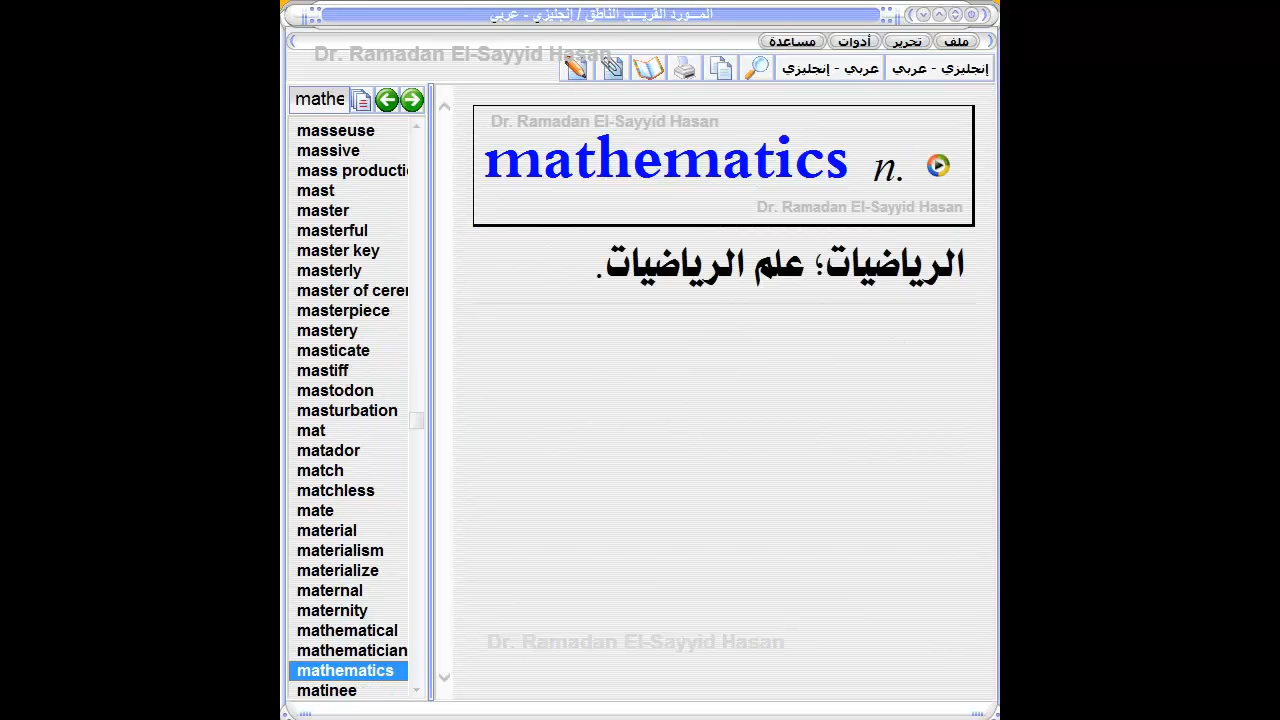 المـــورد القريـــب الناطق / إنجليزي - عربي
ملف تحرير أدوات مساعدة
Dr. Ramadan El-Sayyid Hasan
إنجليزي - عربي عربي - إنجليزي
mathe
masseuse
massive
mass producti
mast
master
masterful
master key
masterly
master of cerer
masterpiece
mastery
masticate
mastiff
mastodon
masturbation
mat
matador
match
matchless
mate
material
materialism
materialize
maternal
maternity
mathematical
mathematician
mathematics
matinee
Dr. Ramadan El-Sayyid Hasan
mathematics n.
Dr. Ramadan El-Sayyid Hasan
الرياضيات؛ علم الرياضيات.
Dr. Ramadan El-Sayyid Hasan